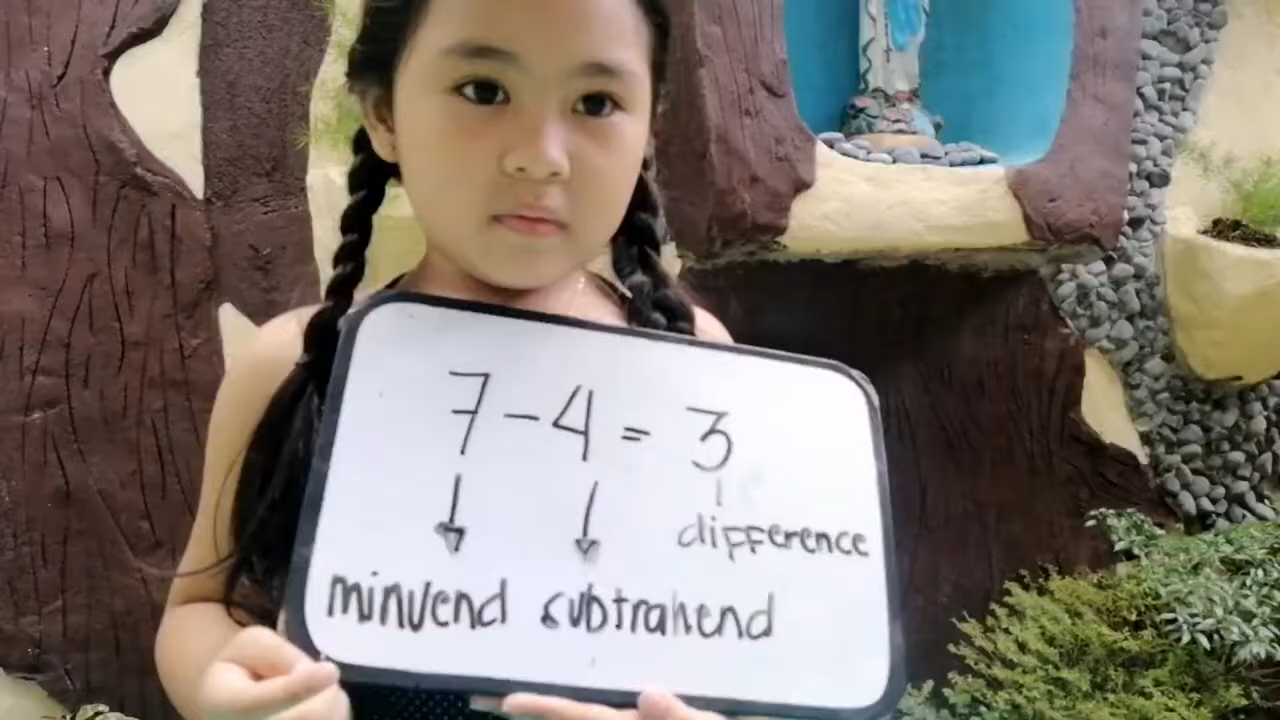 7 - 4 = 3
difference
minuend subtrahend